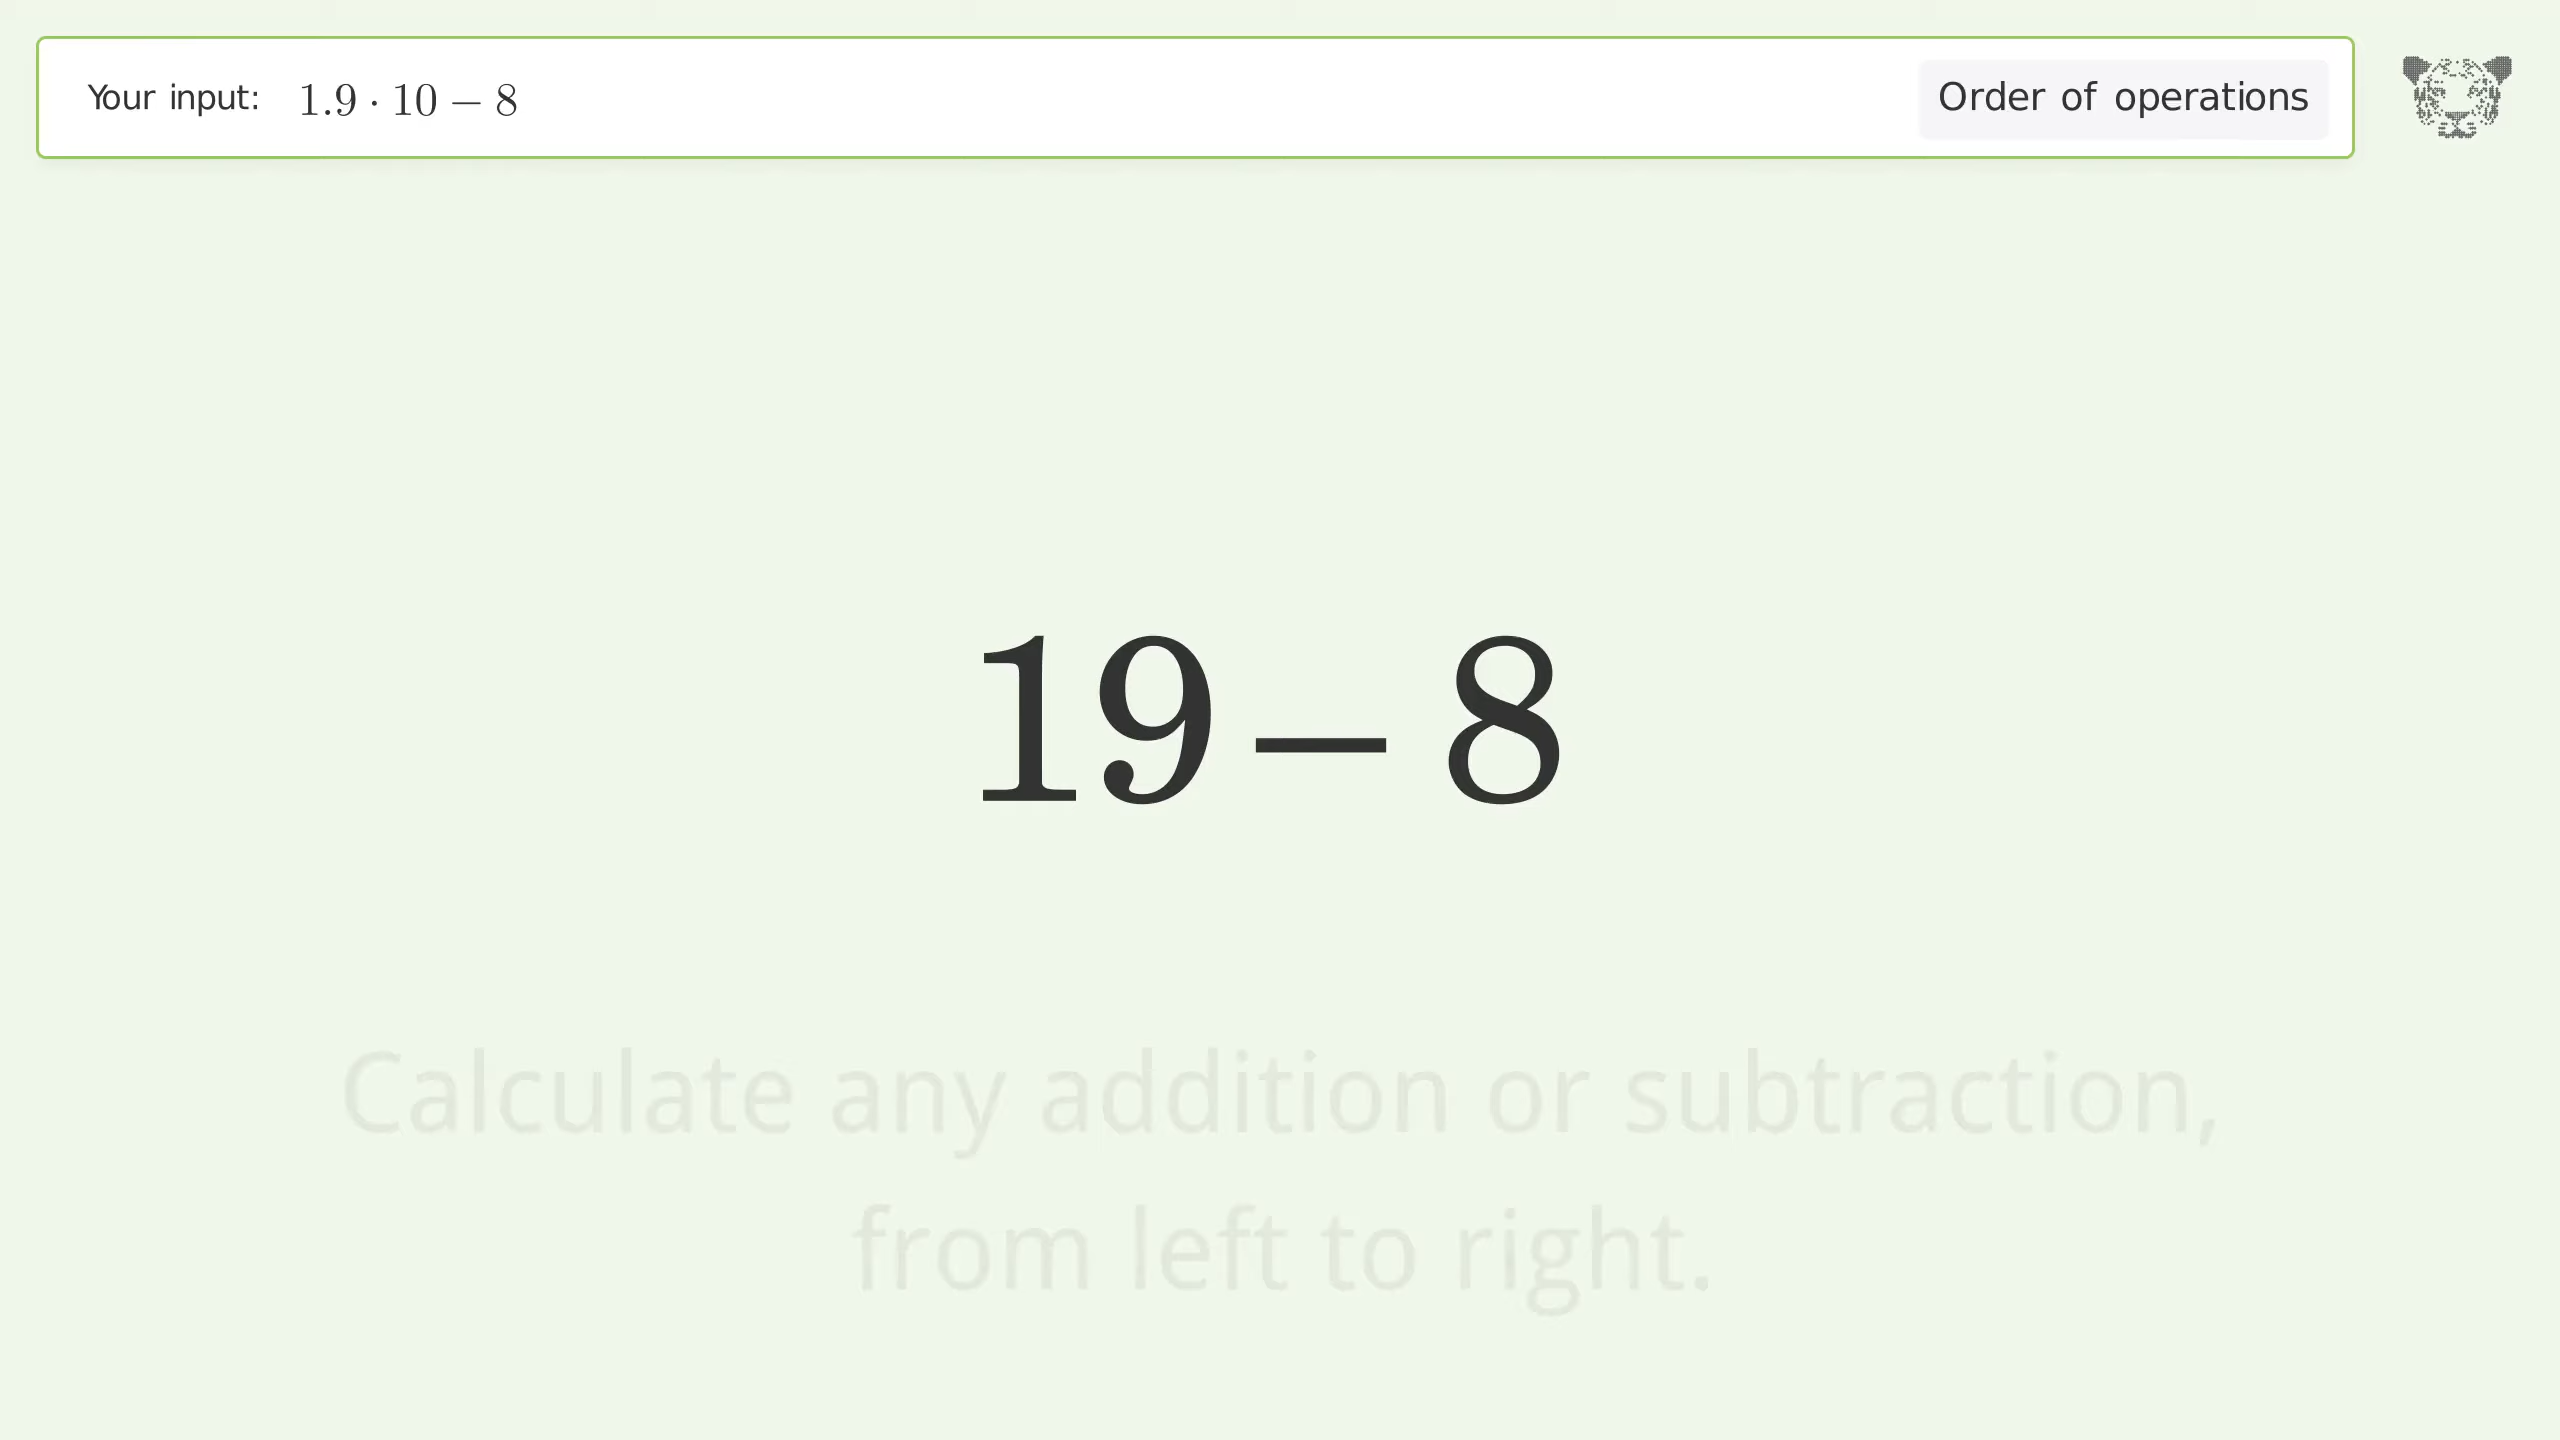 Your input: 1.9 · 10 – 8
Order of operations
19 – 8
Calculate any addition or subtraction,
from left to right.